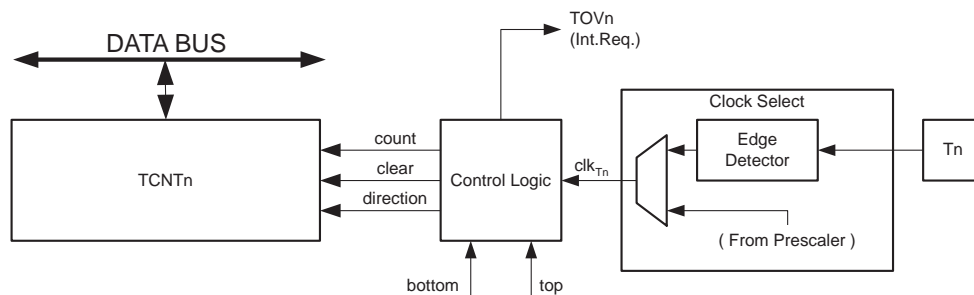 TOVn
(Int.Req.)
DATA BUS
Clock Select
count
Edge
Detector
Tn
TCNTn
clear
Control Logic
clkTn
direction
( From Prescaler )
bottom
top